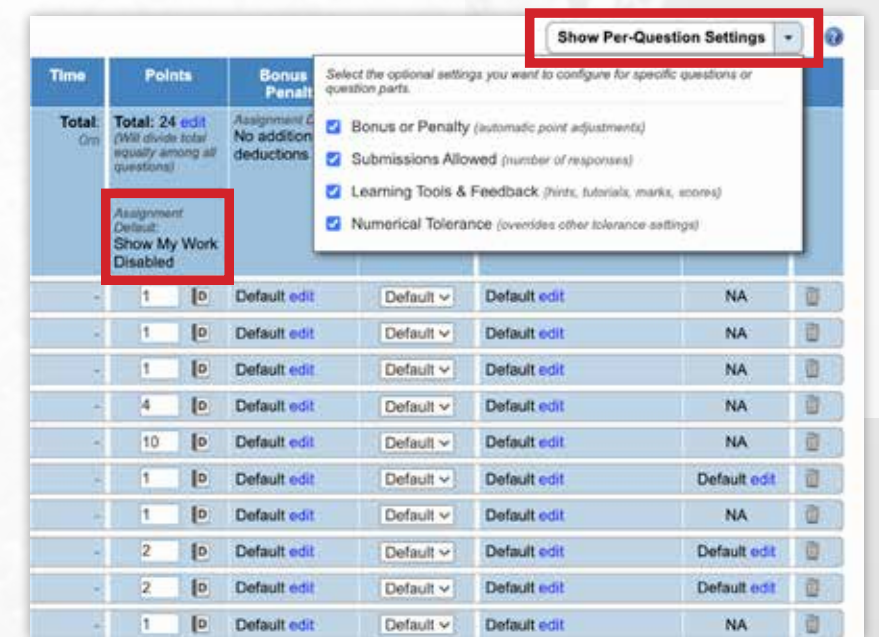 Show Per-Question Settings
Time Points Bonus Penalt
Select the optional settings you want to configure for specific questions or
question parts.
Bonus or Penalty (automatic point adjustments)
Submissions Allowed (number of responses)
Learning Tools & Feedback (hints, tutorials, marks, scores)
Numerical Tolerance (overrides other tolerance settings)
Total:
0m
Total: 24 edit
(Will divide total
equally among all
questions)
Assignment
Default:
Show My Work
Disabled
Assignment D
No addition
deductions
- 1 D Default edit Default Default edit NA
- 1 D Default edit Default Default edit NA
- 1 D Default edit Default Default edit NA
- 4 D Default edit Default Default edit NA
- 10 D Default edit Default Default edit NA
- 1 D Default edit Default Default edit Default edit
- 1 D Default edit Default Default edit NA
- 2 D Default edit Default Default edit Default edit
- 2 D Default edit Default Default edit Default edit
- 1 D Default edit Default Default edit NA